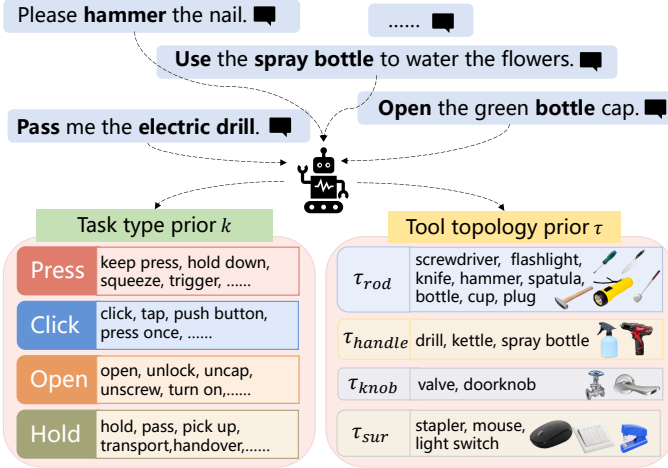 Please hammer the nail.
......
Use the spray bottle to water the flowers.
Open the green bottle cap.
Pass me the electric drill.
Task type prior k
Press
keep press, hold down,
squeeze, trigger, ......
Click
click, tap, push button,
press once, ......
Open
open, unlock, uncap,
unscrew, turn on,......
Hold
hold, pass, pick up,
transport,handover,......
Tool topology prior τ
τrod
screwdriver, flashlight,
knife, hammer, spatula,
bottle, cup, plug
τhandle
drill, kettle, spray bottle
τknob
valve, doorknob
τsur
stapler, mouse,
light switch